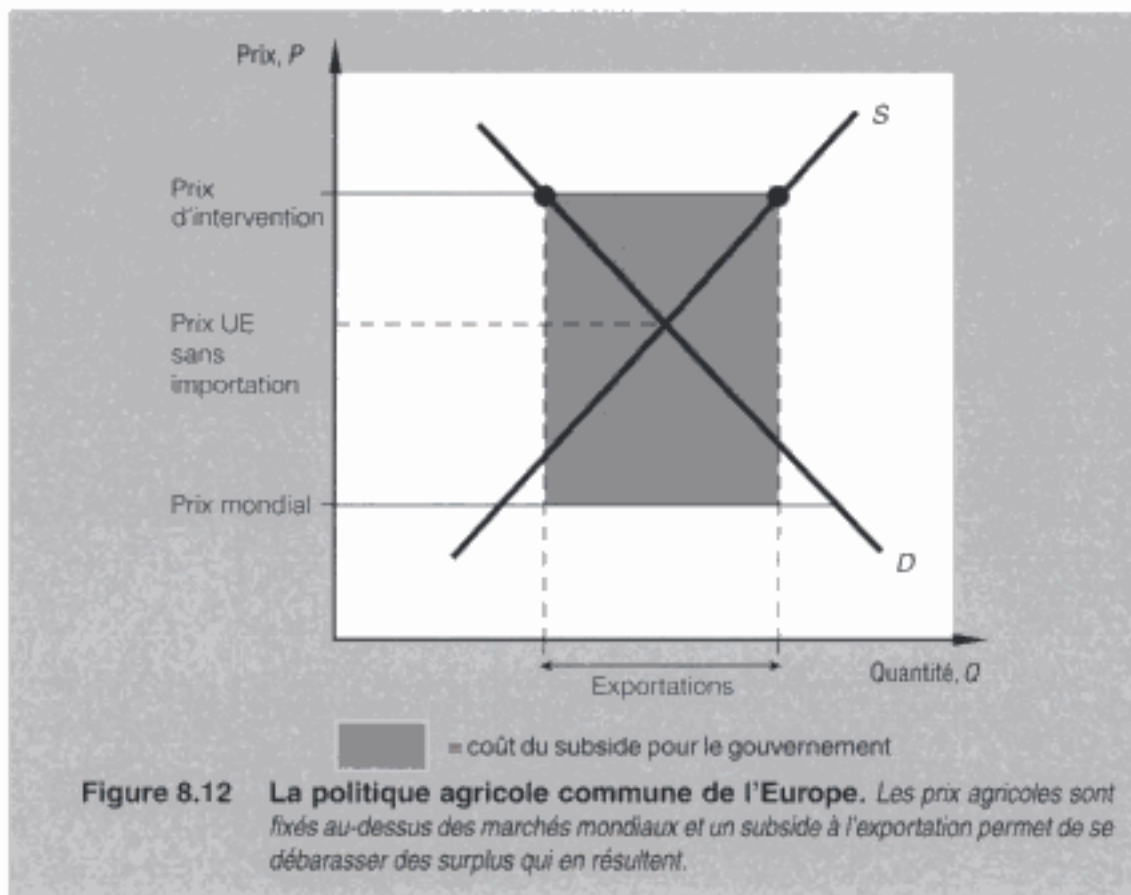 Prix, P
S
Prix
d'intervention
Prix UE
sans
importation
Prix mondial
D
Quantité, Q
Exportations
= coût du subside pour le gouvernement
Figure 8.12 La politique agricole commune de l'Europe. Les prix agricoles sont
fixés au-dessus des marchés mondiaux et un subside à l'exportation permet de se
débarasser des surplus qui en résultent.